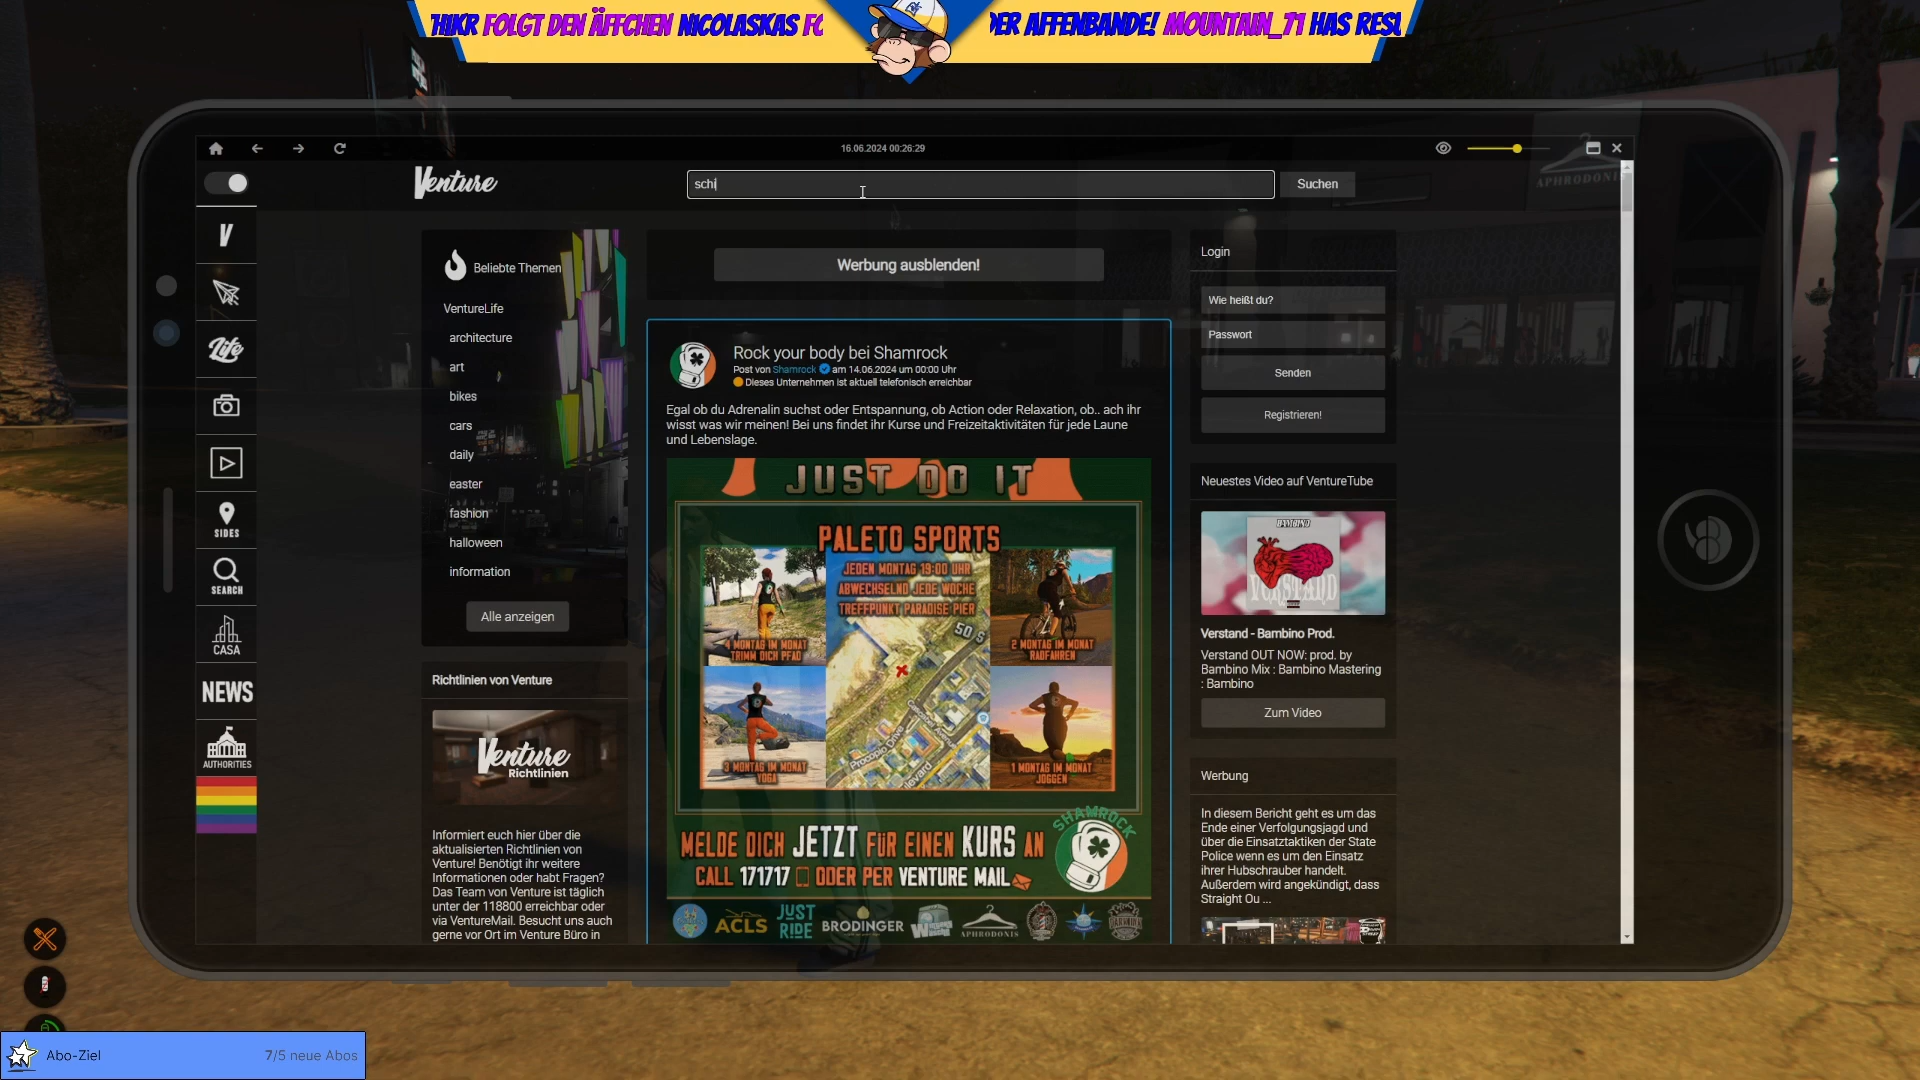 THIKR FOLGT DEN ÄFFCHEN NICOLASKAS FO
DER AFFENBANDE! MOUNTAIN_71 HAS RESU
16.06.2024 00:26:29
Venture
schi
Suchen
APHRODONIS
V
Life
SIDES
SEARCH
CASA
NEWS
AUTHORITIES
Beliebte Themen
VentureLife
architecture
art
bikes
cars
daily
easter
fashion
halloween
information
Alle anzeigen
Richtlinien von Venture
Venture
Richtlinien
Informiert euch hier über die
aktualisierten Richtlinien von
Venture! Benötigt ihr weitere
Informationen oder habt Fragen?
Das Team von Venture ist täglich
unter der 118800 erreichbar oder
via VentureMail. Besucht uns auch
gerne vor Ort im Venture Büro in
Werbung ausblenden!
Rock your body bei Shamrock
Post von Shamrock am 14.06.2024 um 00:00 Uhr
Dieses Unternehmen ist aktuell telefonisch erreichbar
Egal ob du Adrenalin suchst oder Entspannung, ob Action oder Relaxation, ob.. ach ihr
wisst was wir meinen! Bei uns findet ihr Kurse und Freizeitaktivitäten für jede Laune
und Lebenslage.
JUST DO IT
PALETO SPORTS
JEDEN MONTAG 19:00 UHR
ABWECHSELND JEDE WOCHE
TREFFPUNKT PARADISE PIER
50 $
4 MONTAG IM MONAT
TRIMM DICH PFAD
2 MONTAG IM MONAT
RADFAHREN
3 MONTAG IM MONAT
YOGA
Procopio Drive
1 MONTAG IM MONAT
JOGGEN
SHAMROCK
MELDE DICH JETZT FÜR EINEN KURS AN
CALL 171717 ODER PER VENTURE MAIL
ACLS
JUST
RIDE
BRODINGER
APHRODONIS
Login
Wie heißt du?
Passwort
Senden
Registrieren!
Neuestes Video auf VentureTube
BAMBINO
VERSTAND
Verstand - Bambino Prod.
Verstand OUT NOW: prod. by
Bambino Mix : Bambino Mastering
: Bambino
Zum Video
Werbung
In diesem Bericht geht es um das
Ende einer Verfolgungsjagd und
über die Einsatztaktiken der State
Police wenn es um den Einsatz
ihrer Hubschrauber handelt.
Außerdem wird angekündigt, dass
Straight Ou ...
Abo-Ziel
7/5 neue Abos